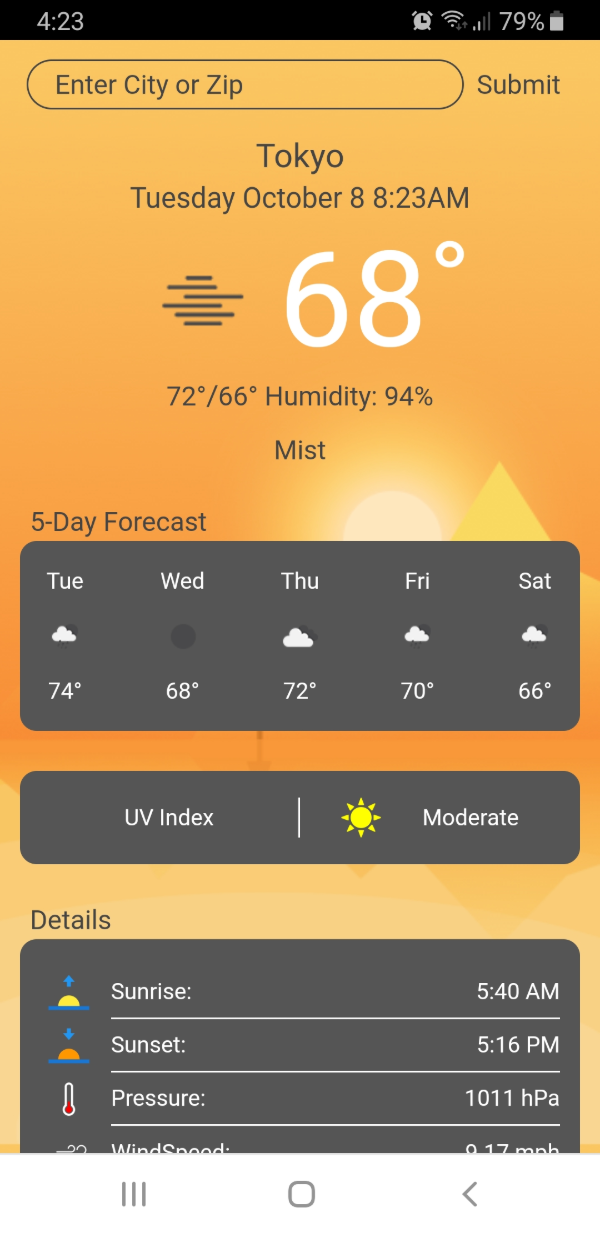 4:23 79%
Enter City or Zip Submit
Tokyo
Tuesday October 8 8:23AM
68°
72°/66° Humidity: 94%
Mist
5-Day Forecast
Tue Wed Thu Fri Sat
74° 68° 72° 70° 66°
UV Index Moderate
Details
Sunrise: 5:40 AM
Sunset: 5:16 PM
Pressure: 1011 hPa
WindSpeed: 9.17 mph